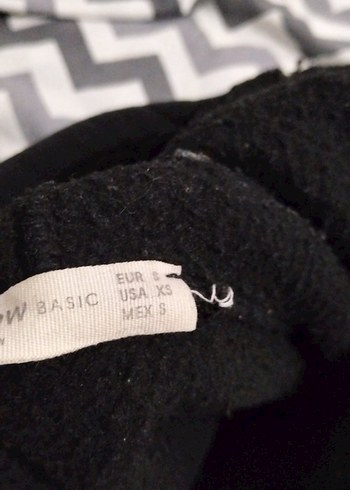 W BASIC
EUR S
USA XS
MEX S